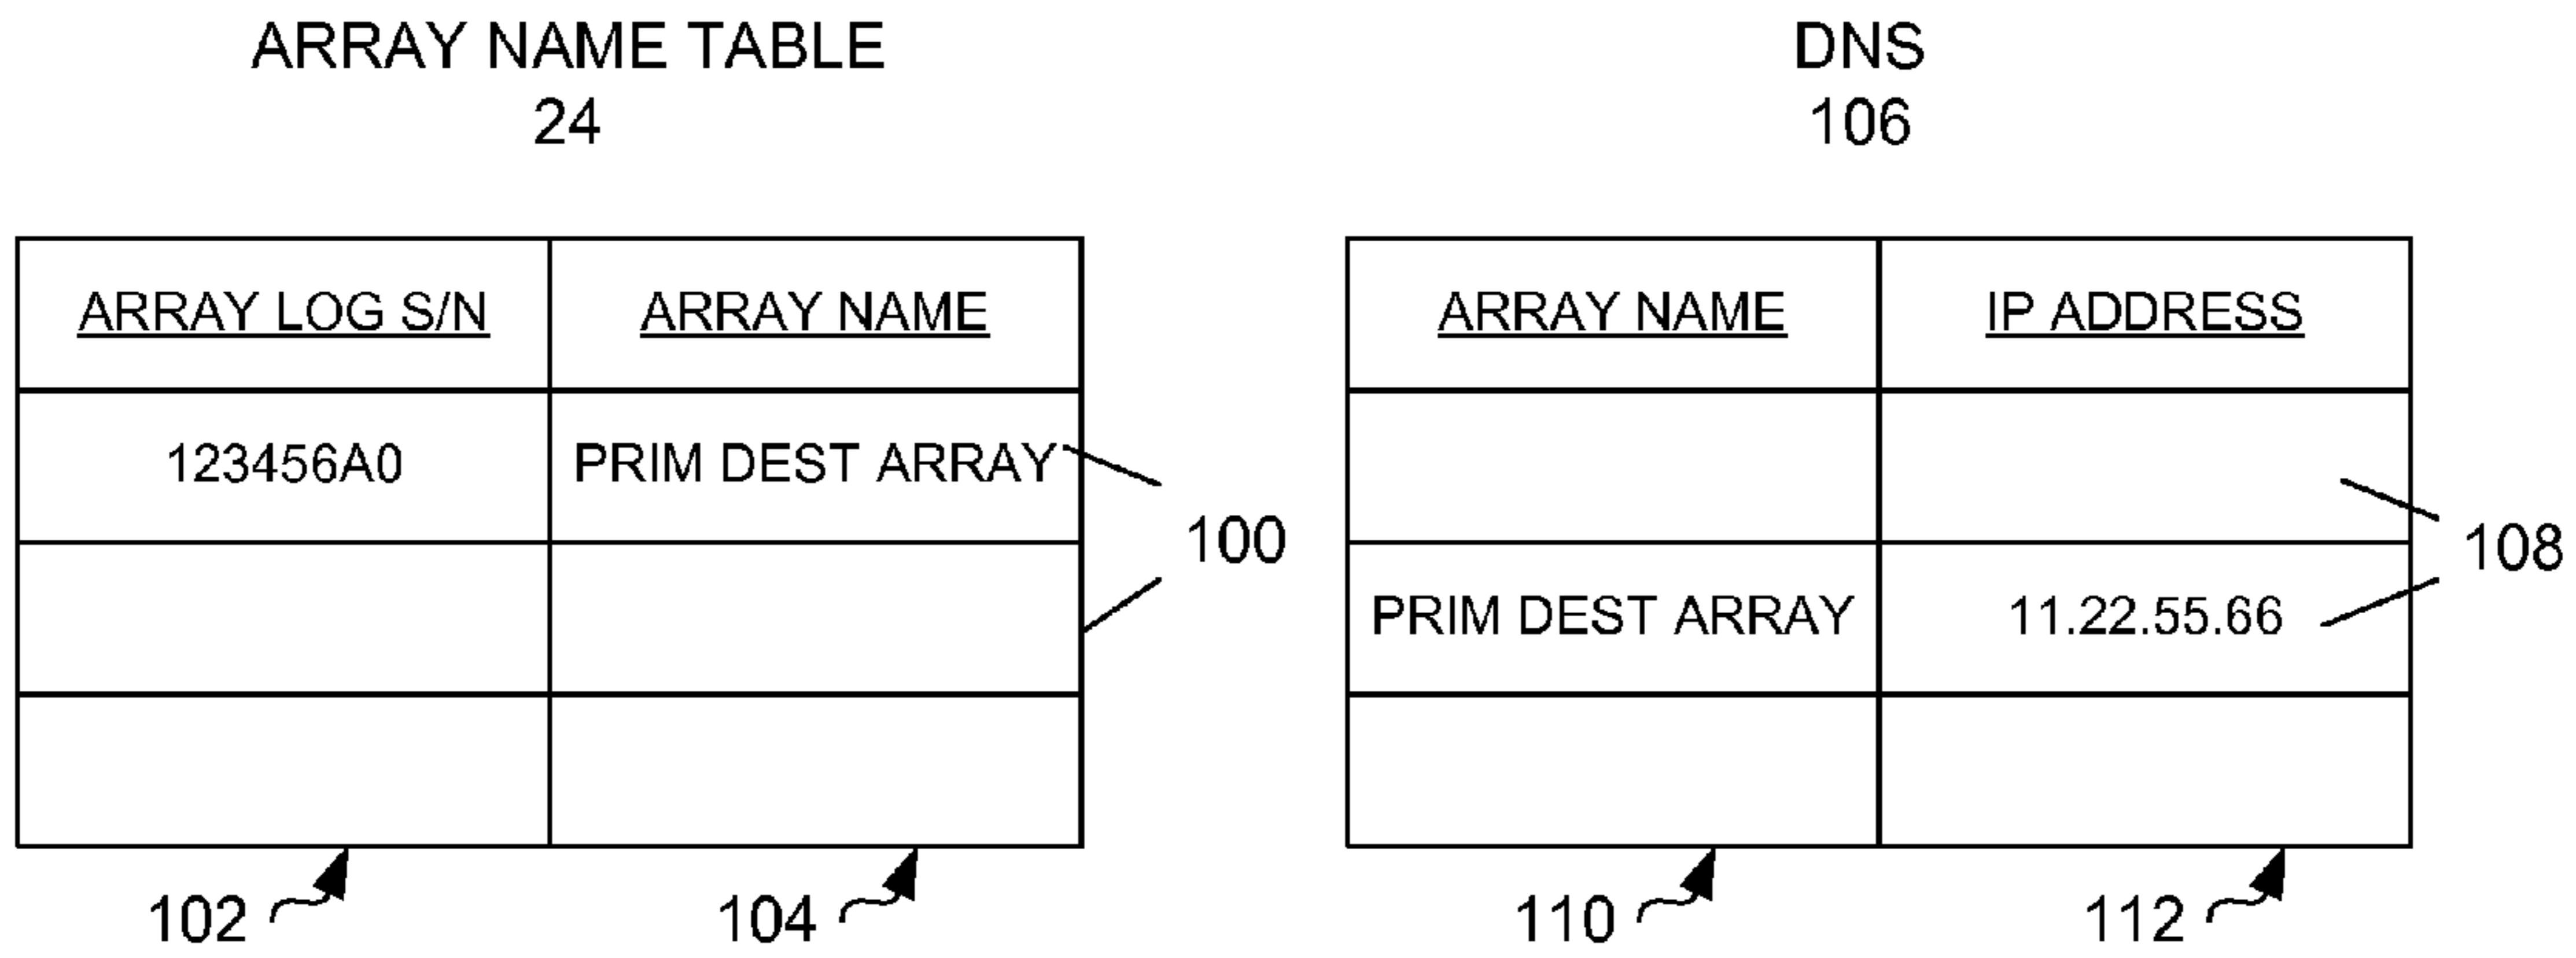 ARRAY NAME TABLE
24
DNS
106
ARRAY LOG S/N
ARRAY NAME
ARRAY NAME
IP ADDRESS
123456A0
PRIM DEST ARRAY
100
108
PRIM DEST ARRAY
11.22.55.66
102
104
110
112